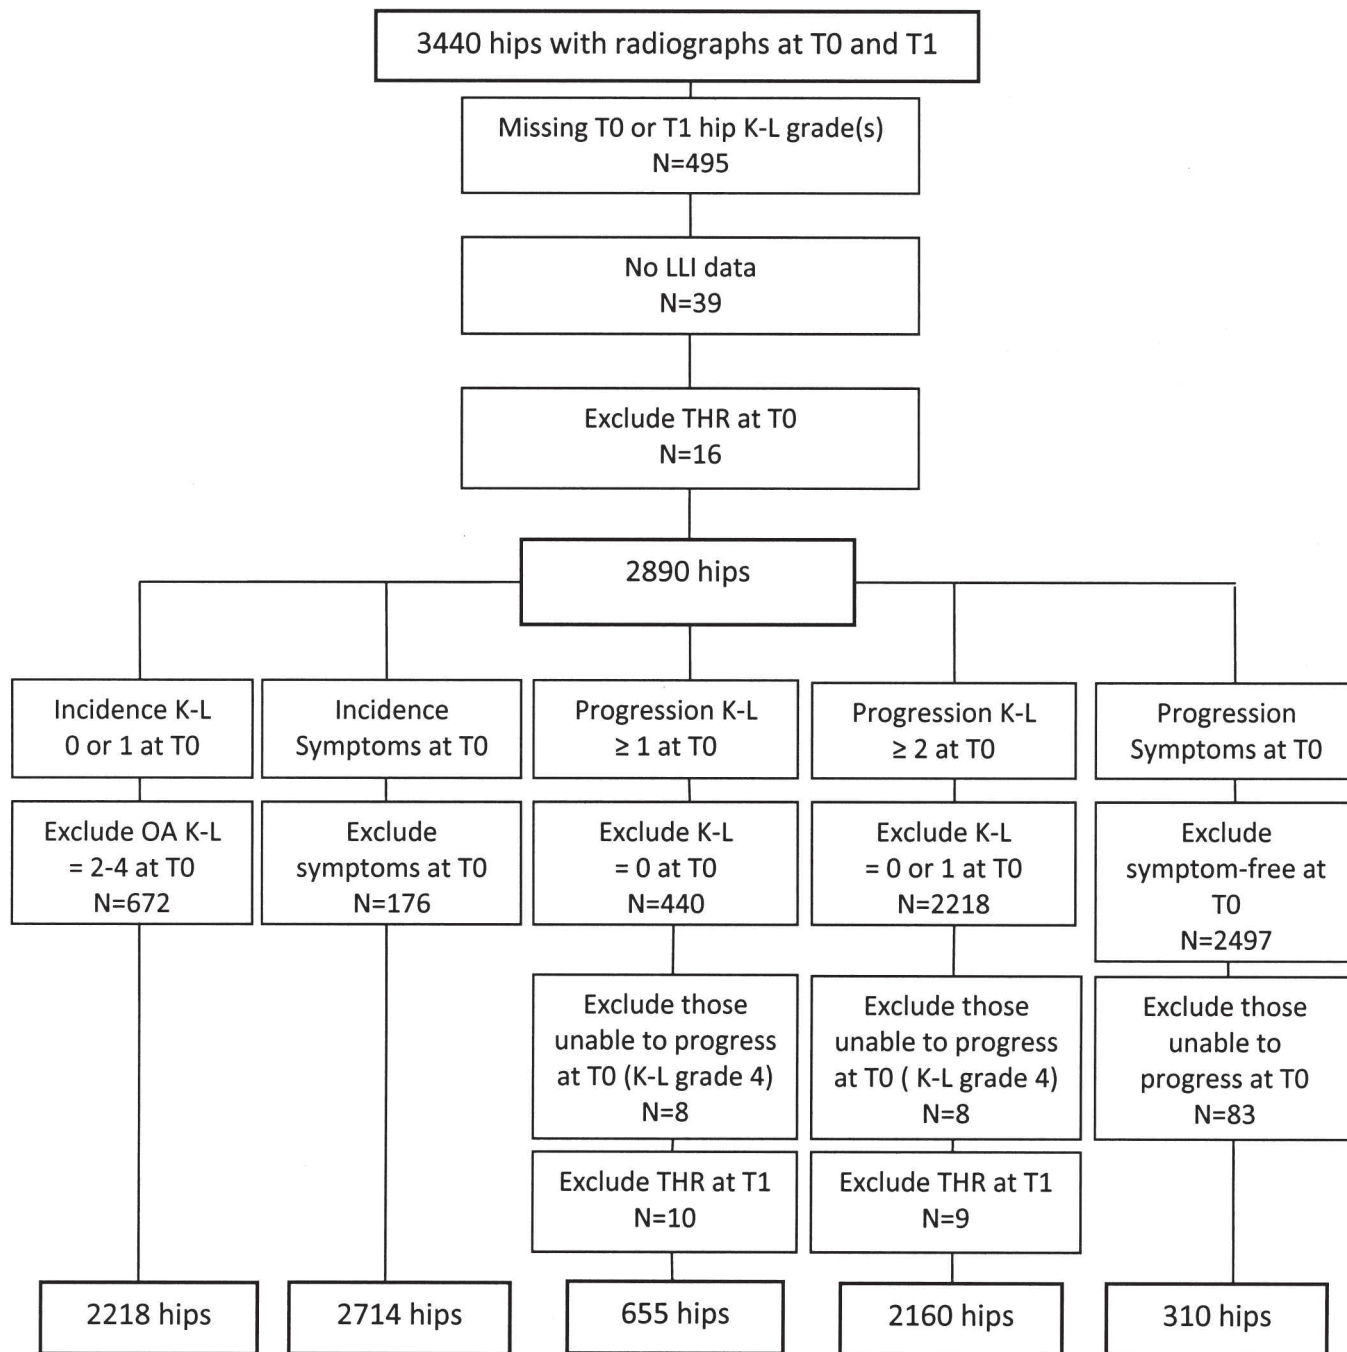 3440 hips with radiographs at T0 and T1
Missing T0 or T1 hip K-L grade(s)
N=495
No LLI data
N=39
Exclude THR at T0
N=16
2890 hips
Incidence K-L
0 or 1 at T0
Incidence
Symptoms at T0
Progression K-L
≥ 1 at T0
Progression K-L
≥ 2 at T0
Progression
Symptoms at T0
Exclude OA K-L
= 2-4 at T0
N=672
Exclude
symptoms at T0
N=176
Exclude K-L
= 0 at T0
N=440
Exclude K-L
= 0 or 1 at T0
N=2218
Exclude
symptom-free at
T0
N=2497
Exclude those
unable to progress
at T0 (K-L grade 4)
N=8
Exclude those
unable to progress
at T0 ( K-L grade 4)
N=8
Exclude those
unable to
progress at T0
N=83
Exclude THR at T1
N=10
Exclude THR at T1
N=9
2218 hips
2714 hips
655 hips
2160 hips
310 hips